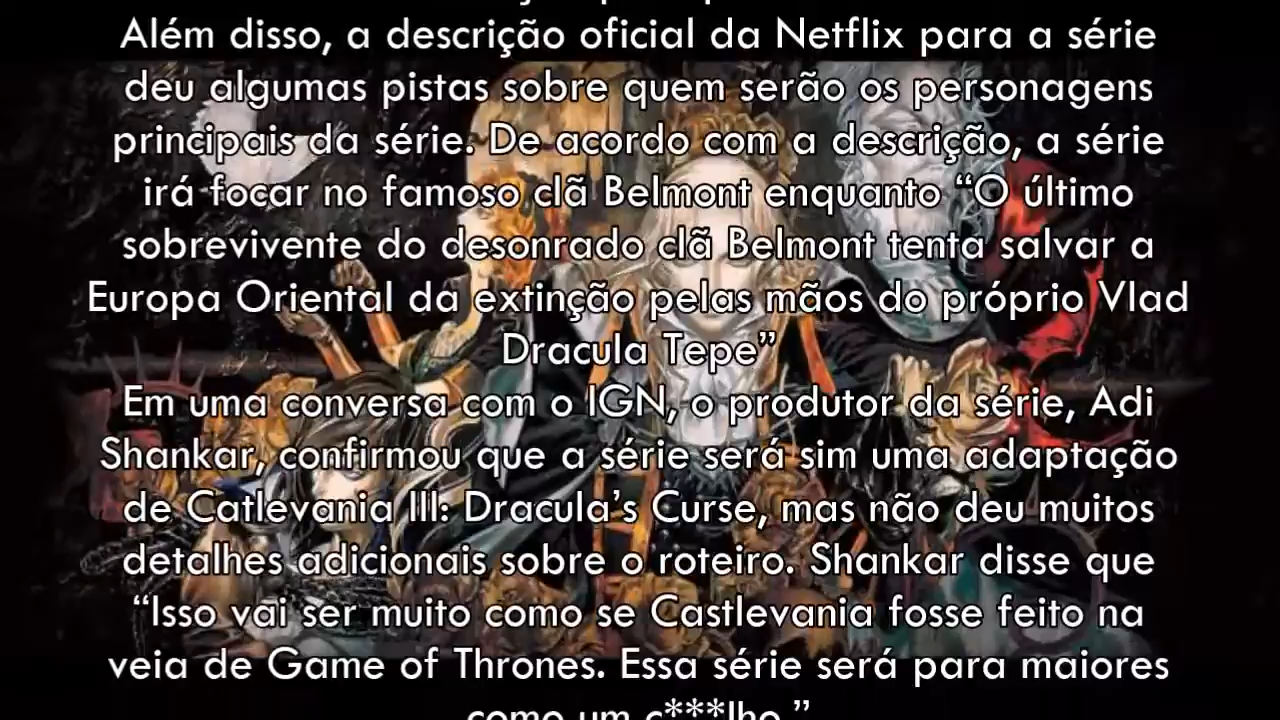 Além disso, a descrição oficial da Netflix para a série
deu algumas pistas sobre quem serão os personagens
principais da série. De acordo com a descrição, a série
irá focar no famoso clã Belmont enquanto “O último
sobrevivente do desonrado clã Belmont tenta salvar a
Europa Oriental da extinção pelas mãos do próprio Vlad
Dracula Tepe”
Em uma conversa com o IGN, o produtor da série, Adi
Shankar, confirmou que a série será sim uma adaptação
de Catlevania III: Dracula’s Curse, mas não deu muitos
detalhes adicionais sobre o roteiro. Shankar disse que
“Isso vai ser muito como se Castlevania fosse feito na
veia de Game of Thrones. Essa série será para maiores
como um c***lho.”